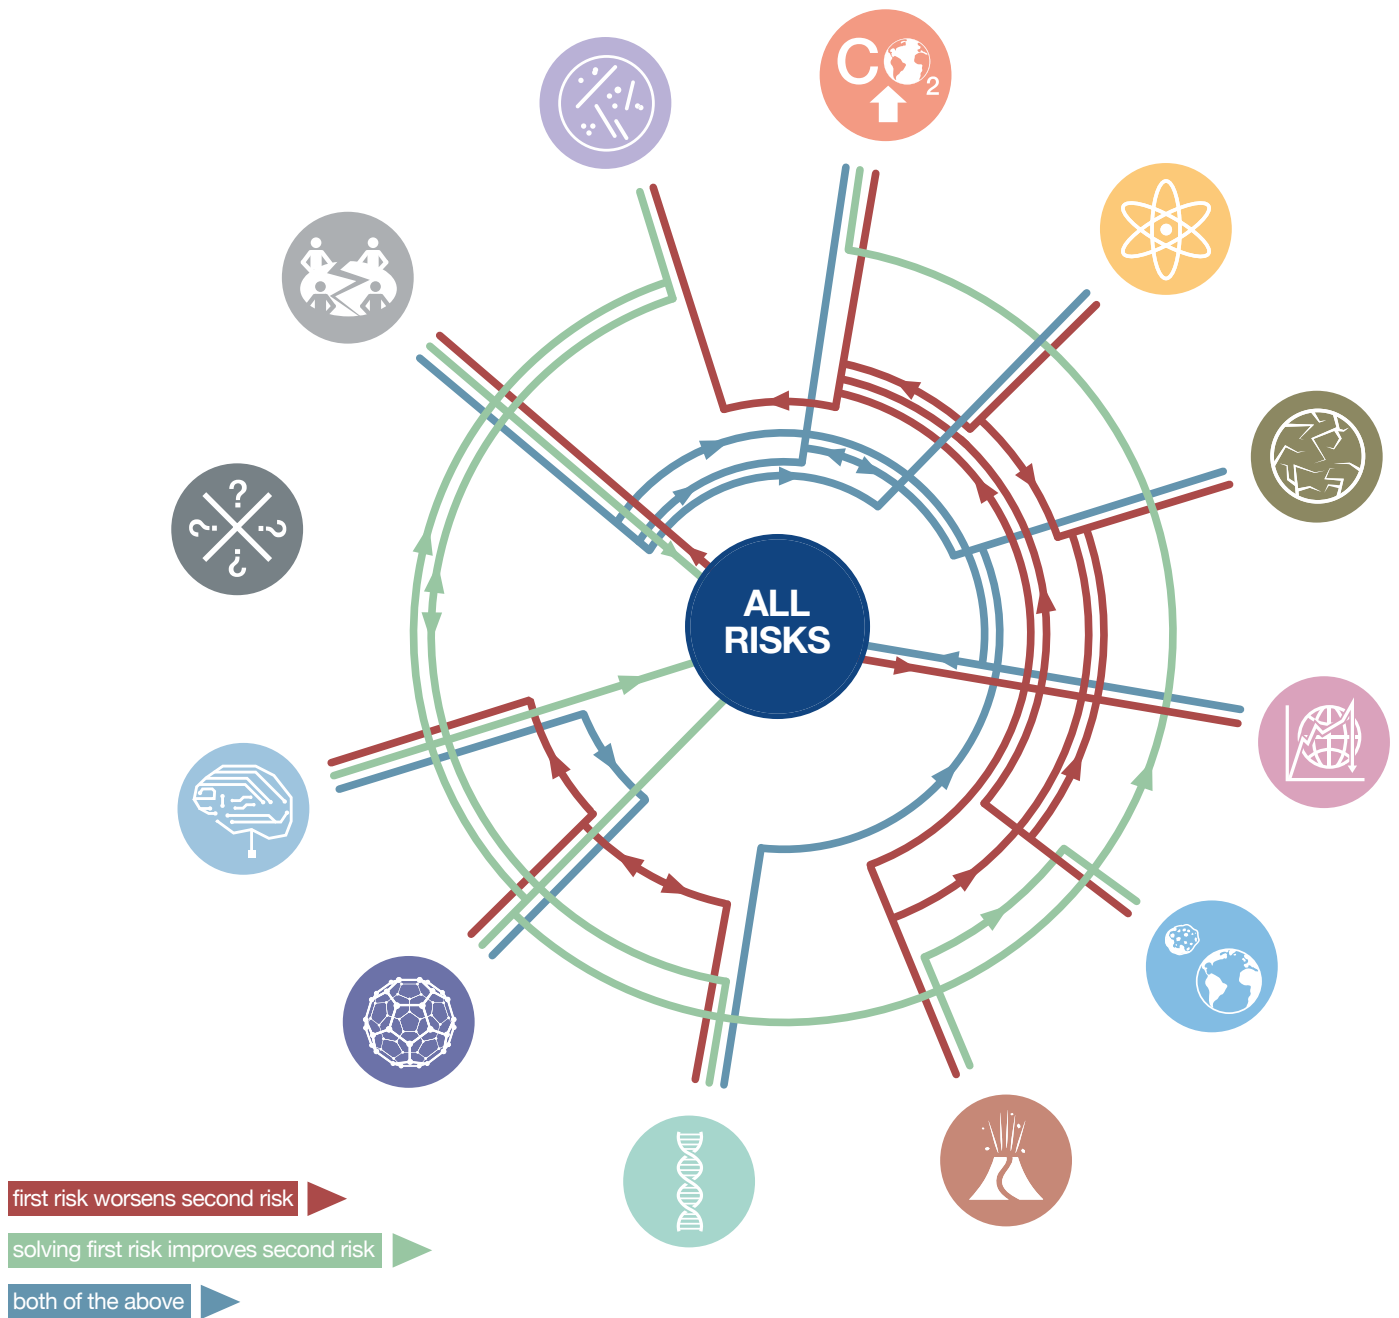 CO2
? ? ? ?
ALL
RISKS
first risk worsens second risk
solving first risk improves second risk
both of the above